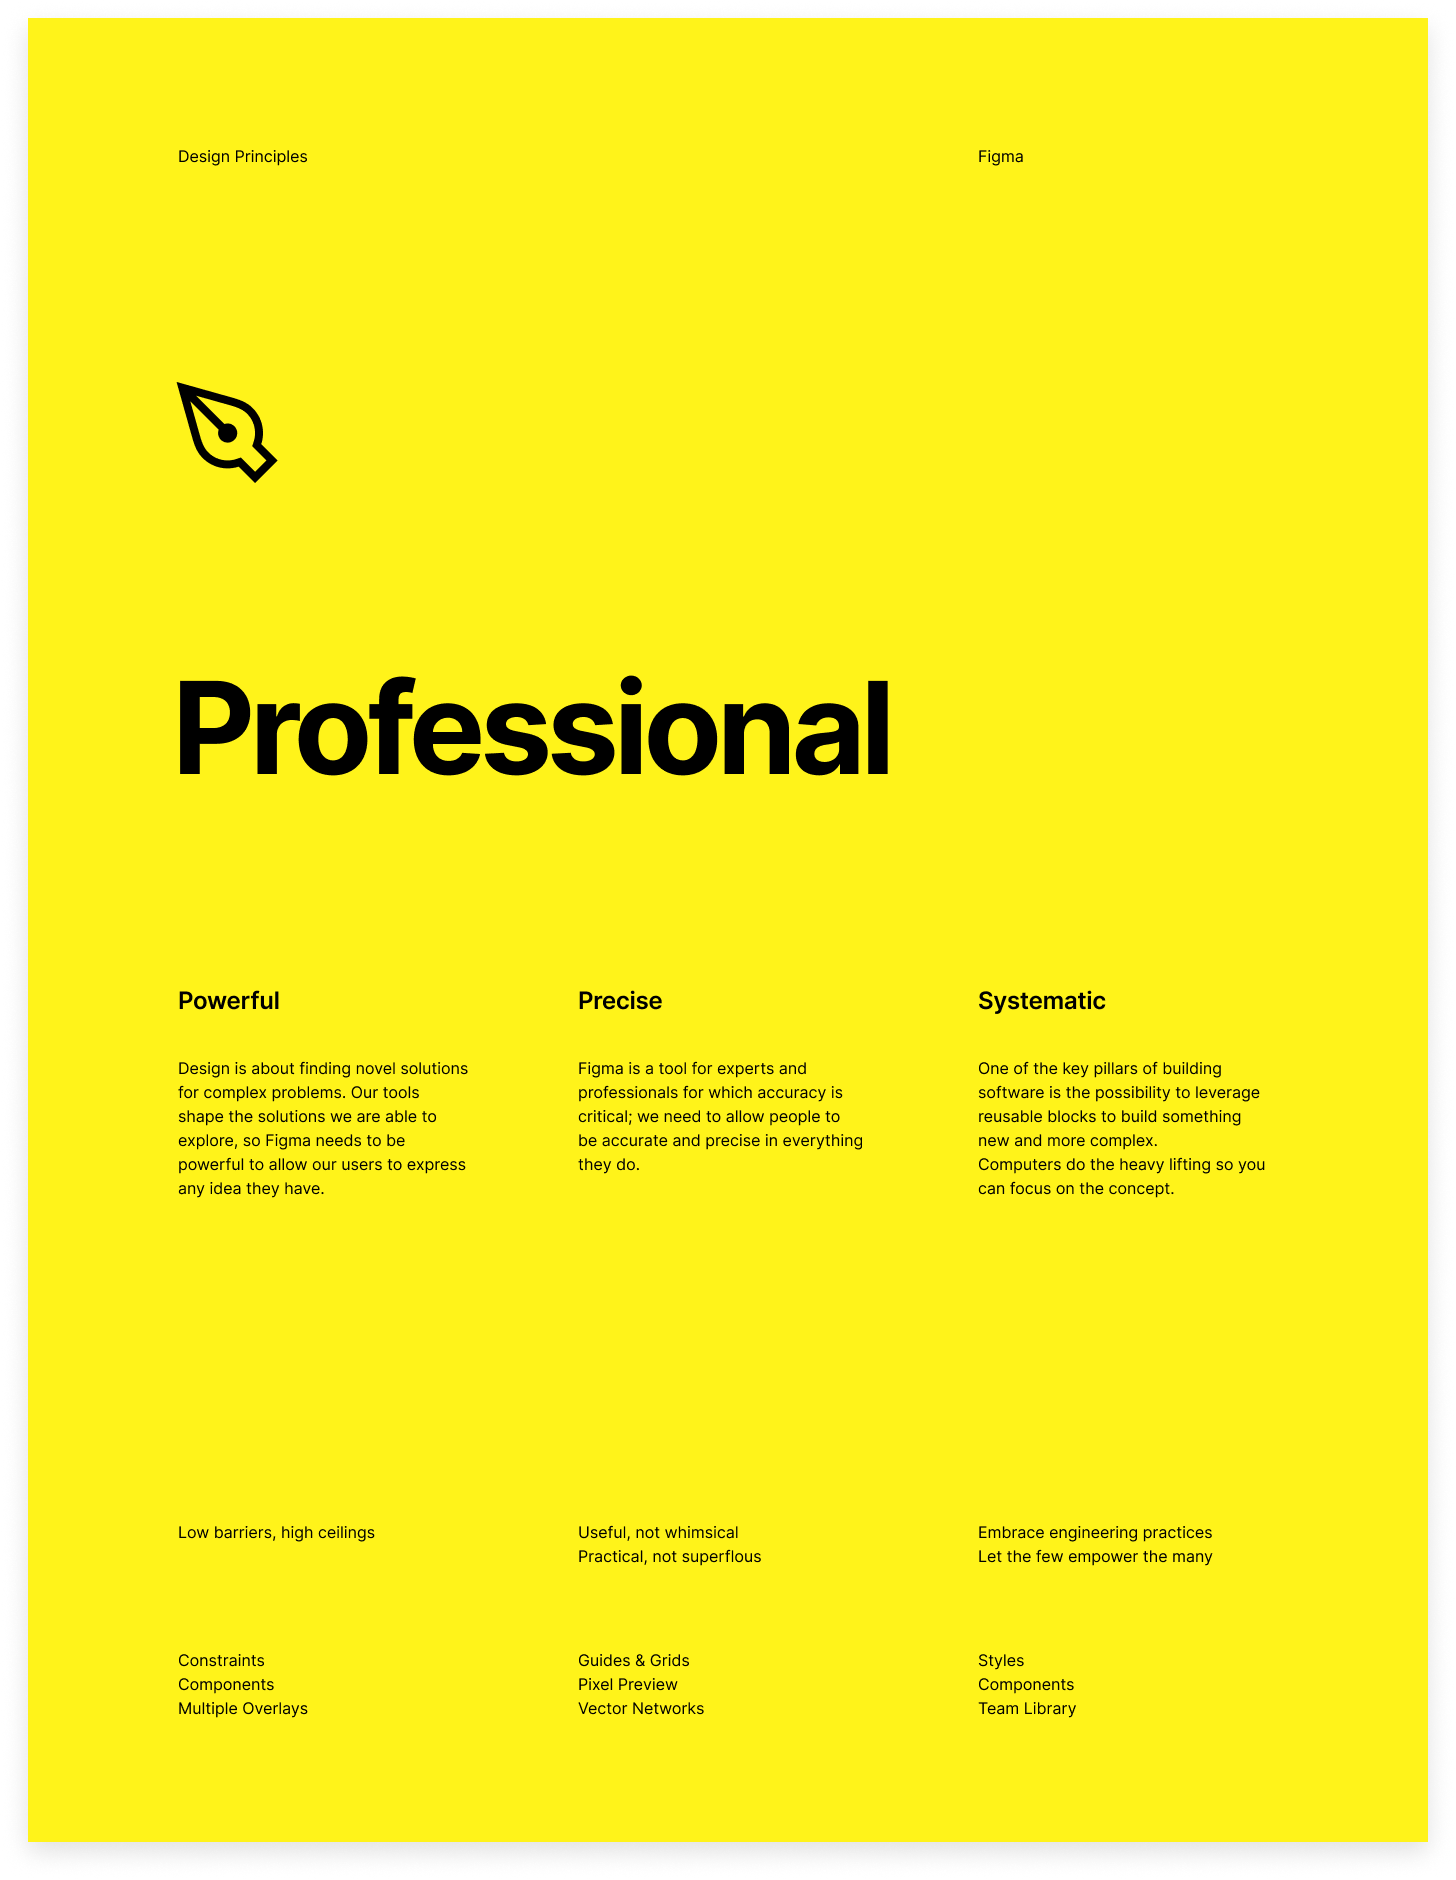 Design Principles
Figma
Professional
Powerful
Design is about finding novel solutions
for complex problems. Our tools
shape the solutions we are able to
explore, so Figma needs to be
powerful to allow our users to express
any idea they have.
Precise
Figma is a tool for experts and
professionals for which accuracy is
critical; we need to allow people to
be accurate and precise in everything
they do.
Systematic
One of the key pillars of building
software is the possibility to leverage
reusable blocks to build something
new and more complex.
Computers do the heavy lifting so you
can focus on the concept.
Low barriers, high ceilings
Useful, not whimsical
Practical, not superflous
Embrace engineering practices
Let the few empower the many
Constraints
Components
Multiple Overlays
Guides & Grids
Pixel Preview
Vector Networks
Styles
Components
Team Library